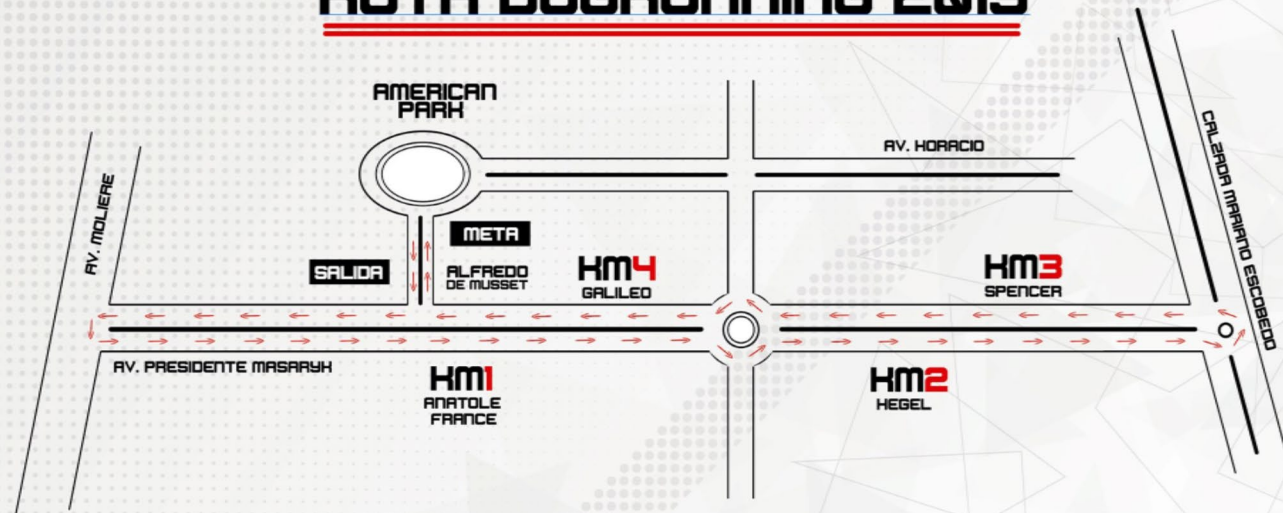 AMERICAN
PARK
AV. HORACIO
CALZADA MARIANO ESCOBEDO
AV. MOLIERE
META
SALIDA
ALFREDO
DE MUSSET
KM4
GALILEO
KM3
SPENCER
AV. PRESIDENTE MASARYK
KM1
ANATOLE
FRANCE
KM2
HEGEL